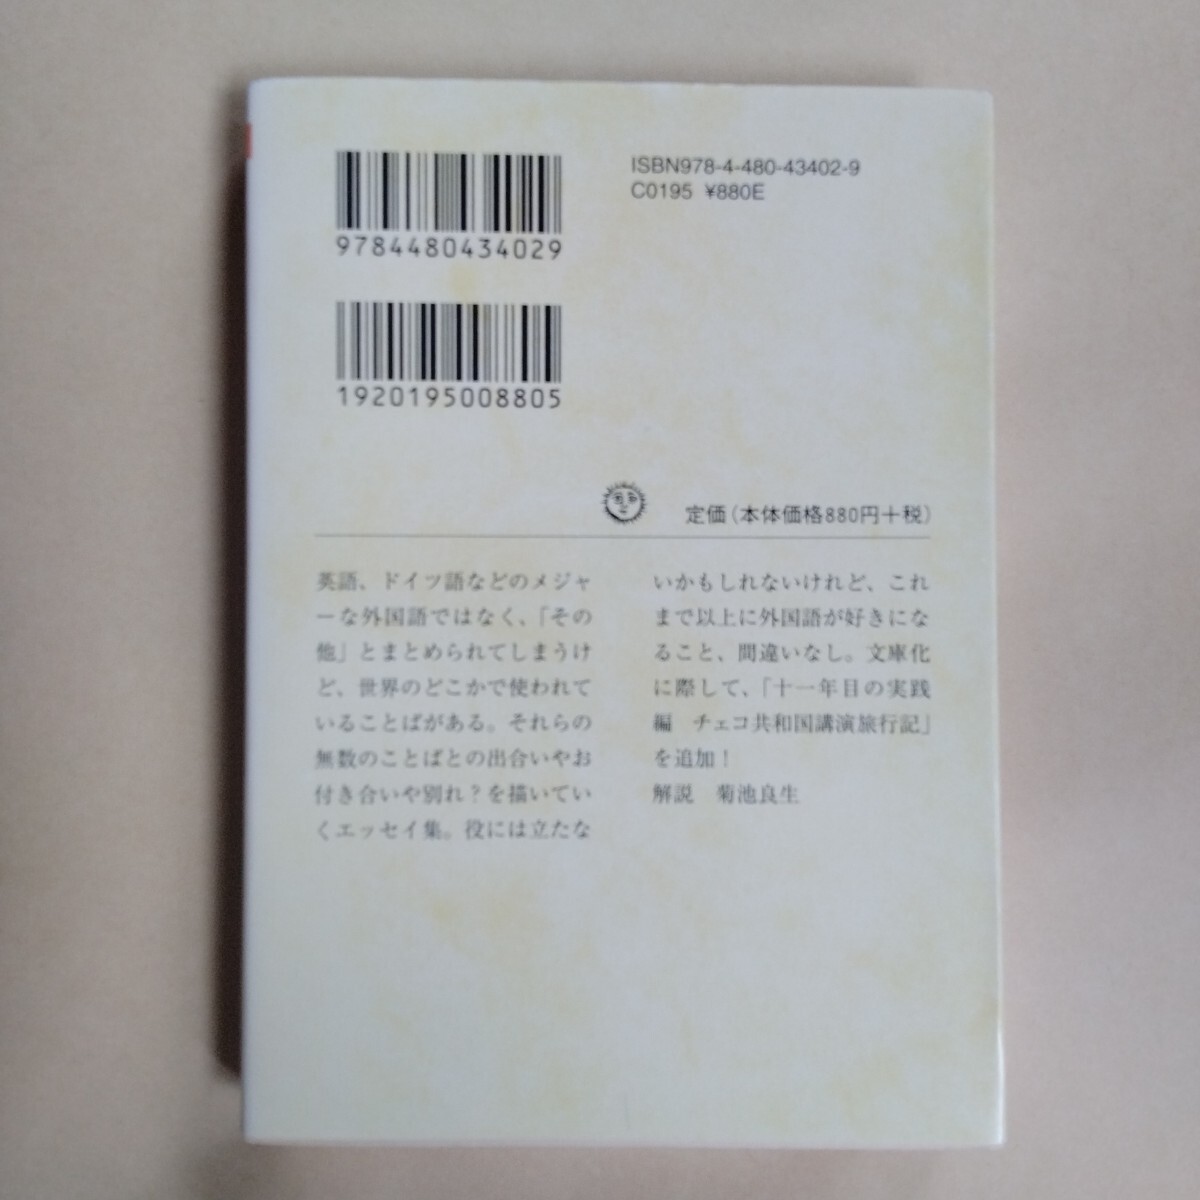 ISBN978-4-480-43402-9
C0195 ¥880E
9784480434029
1920195008805
定価(本体価格880円+税)
英語、ドイツ語などのメジャ
ーな外国語ではなく、「その
他」とまとめられてしまうけ
ど、世界のどこかで使われて
いることばがある。それらの
無数のことばとの出合いやお
付き合いや別れ?を描いてい
くエッセイ集。役には立たな
いかもしれないけれど、これ
まで以上に外国語が好きにな
ること、間違いなし。文庫化
に際して、「十一年目の実践
編 チェコ共和国講演旅行記」
を追加!
解説 菊池良生